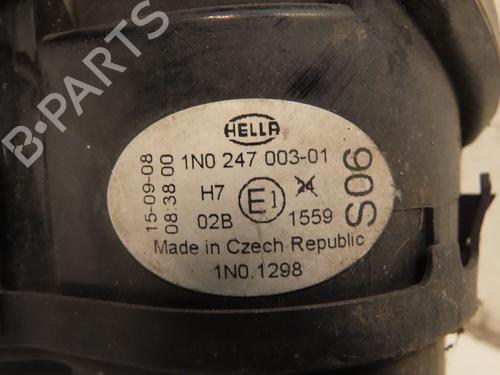 HELLA
1N0 247 003-01
15-09-08
08:38 00
H7
E1
24
02B
1559
S06
Made in Czech Republic
1N0.1298
B